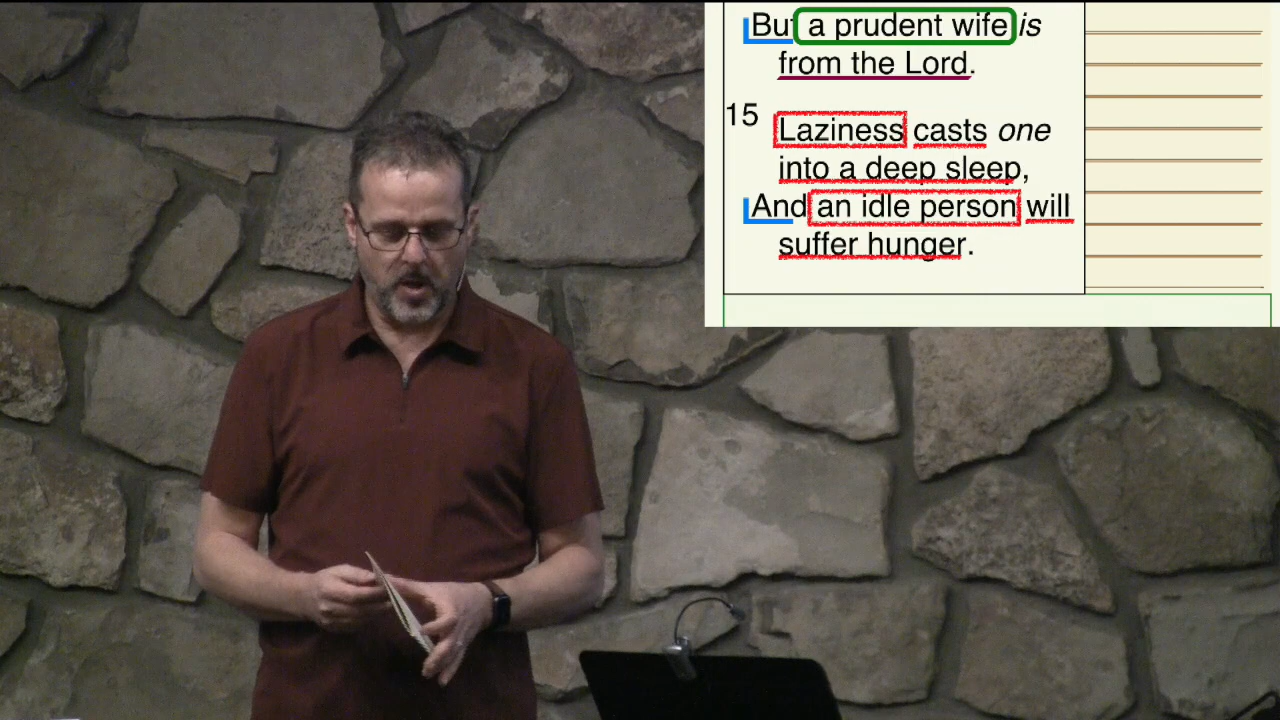 But a prudent wife is
from the Lord.
15
Laziness casts one
into a deep sleep,
And an idle person will
suffer hunger.